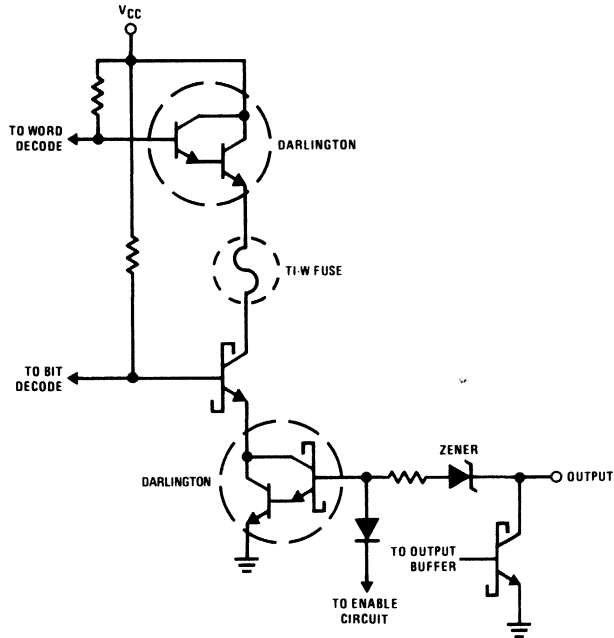 VCC
TO WORD
DECODE
DARLINGTON
TI-W FUSE
TO BIT
DECODE
ZENER
DARLINGTON
OUTPUT
TO OUTPUT
BUFFER
TO ENABLE
CIRCUIT